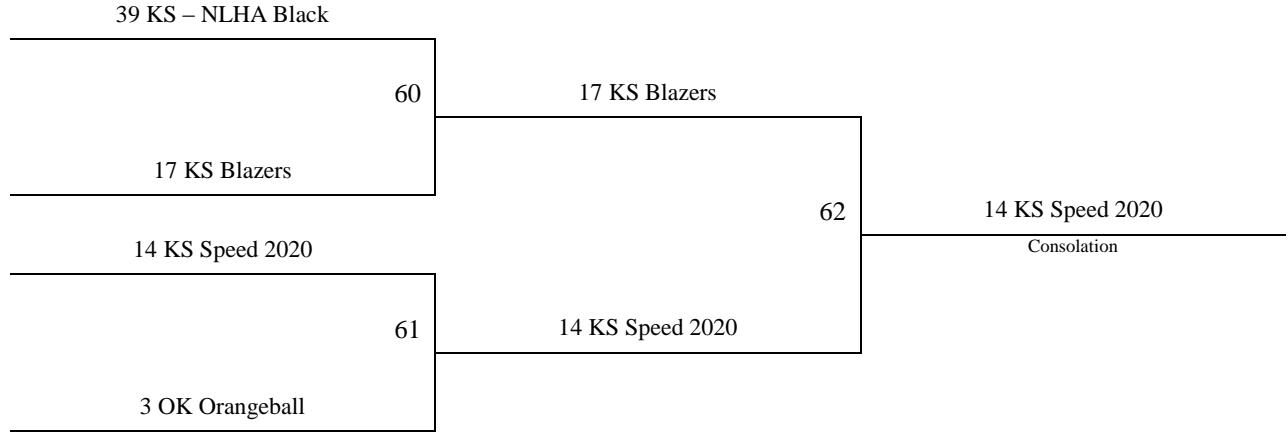 39 KS – NLHA Black
60
17 KS Blazers
17 KS Blazers
62
14 KS Speed 2020
Consolation
14 KS Speed 2020
61
14 KS Speed 2020
3 OK Orangeball